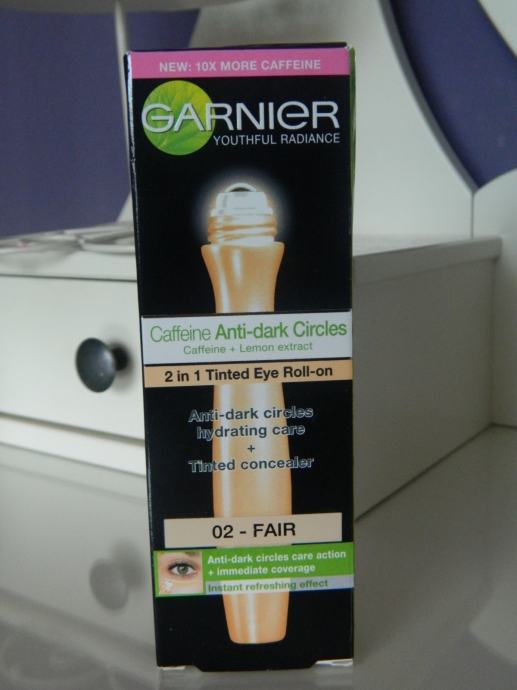 NEW: 10X MORE CAFFEINE
GARNIER
YOUTHFUL RADIANCE
Caffeine Anti-dark Circles
Caffeine + Lemon extract
2 in 1 Tinted Eye Roll-on
Anti-dark circles
hydrating care
+
Tinted concealer
02 - FAIR
Anti-dark circles care action
+ immediate coverage
Instant refreshing effect